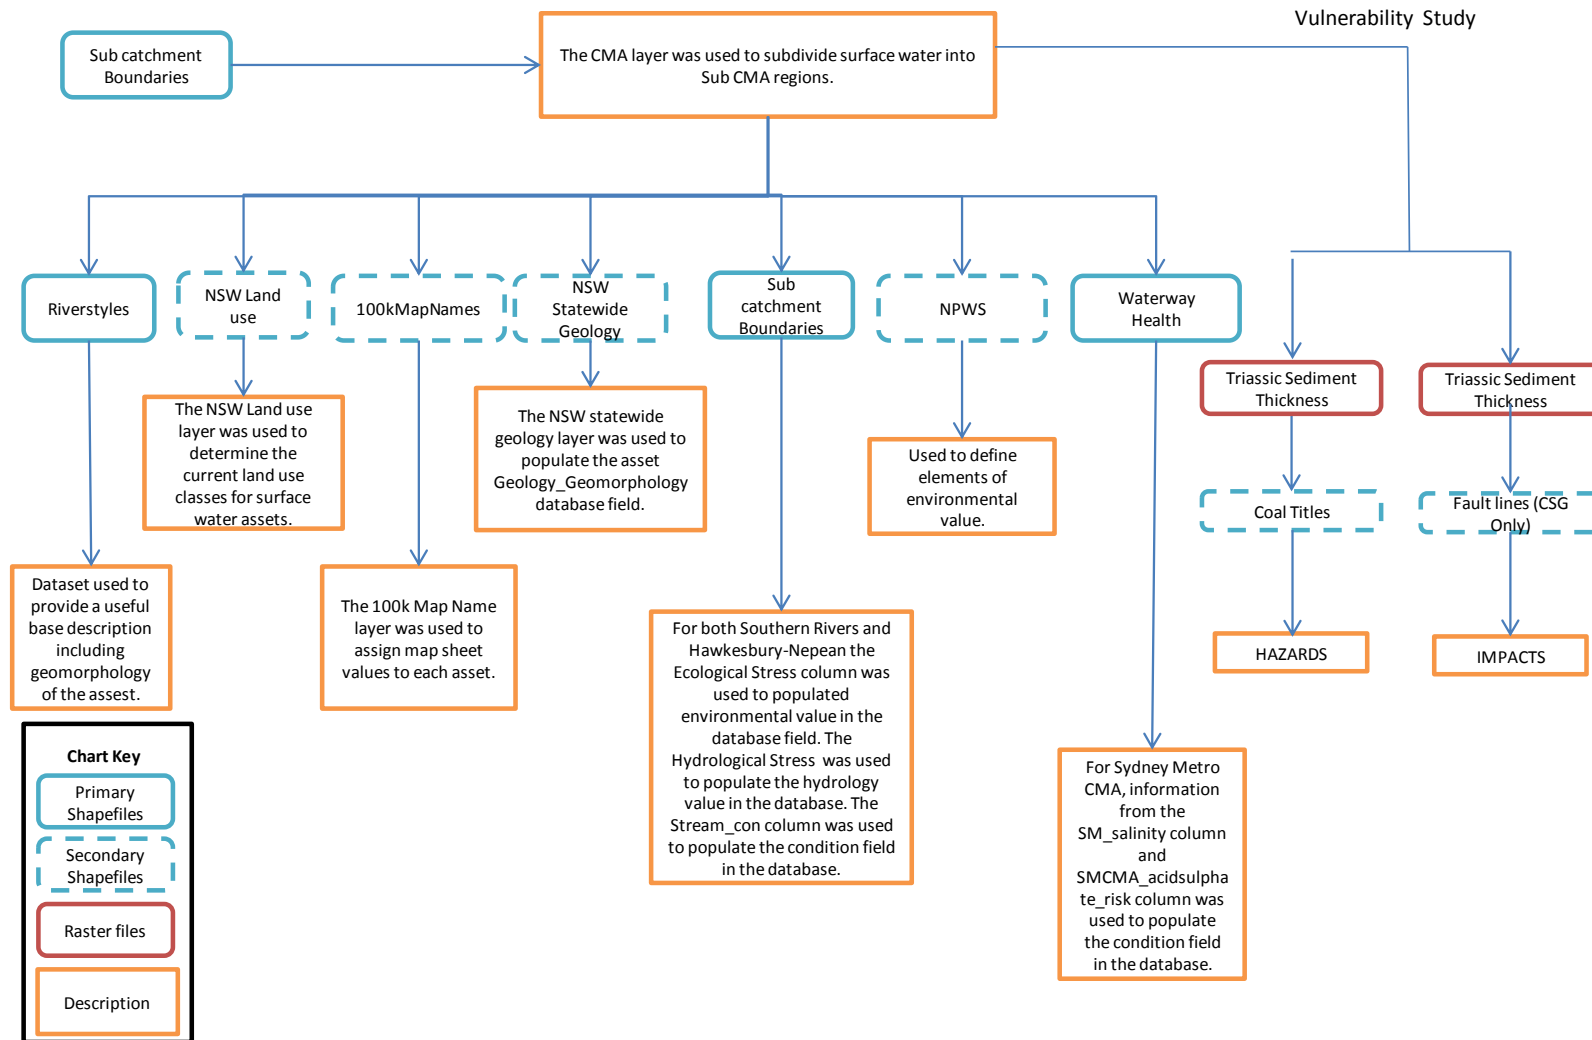 Vulnerability Study
Sub catchment
Boundaries
The CMA layer was used to subdivide surface water into
Sub CMA regions.
Riverstyles
NSW Land
use
100kMapNames
NSW
Statewide
Geology
Sub
catchment
Boundaries
NPWS
Waterway
Health
Triassic Sediment
Thickness
Triassic Sediment
Thickness
The NSW Land use
layer was used to
determine the
current land use
classes for surface
water assets.
The NSW statewide
geology layer was used to
populate the asset
Geology_Geomorphology
database field.
Used to define
elements of
environmental
value.
Coal Titles
Fault lines (CSG
Only)
Dataset used to
provide a useful
base description
including
geomorphology
of the assest.
The 100k Map Name
layer was used to
assign map sheet
values to each asset.
For both Southern Rivers and
Hawkesbury-Nepean the
Ecological Stress column was
used to populated
environmental value in the
database field. The
Hydrological Stress was used
to populate the hydrology
value in the database. The
Stream_con column was used
to populate the condition field
in the database.
HAZARDS
IMPACTS
For Sydney Metro
CMA, information
from the
SM_salinity column
and
SMCMA_acidsulpha
te_risk column was
used to populate
the condition field
in the database.
Chart Key
Primary
Shapefiles
Secondary
Shapefiles
Raster files
Description